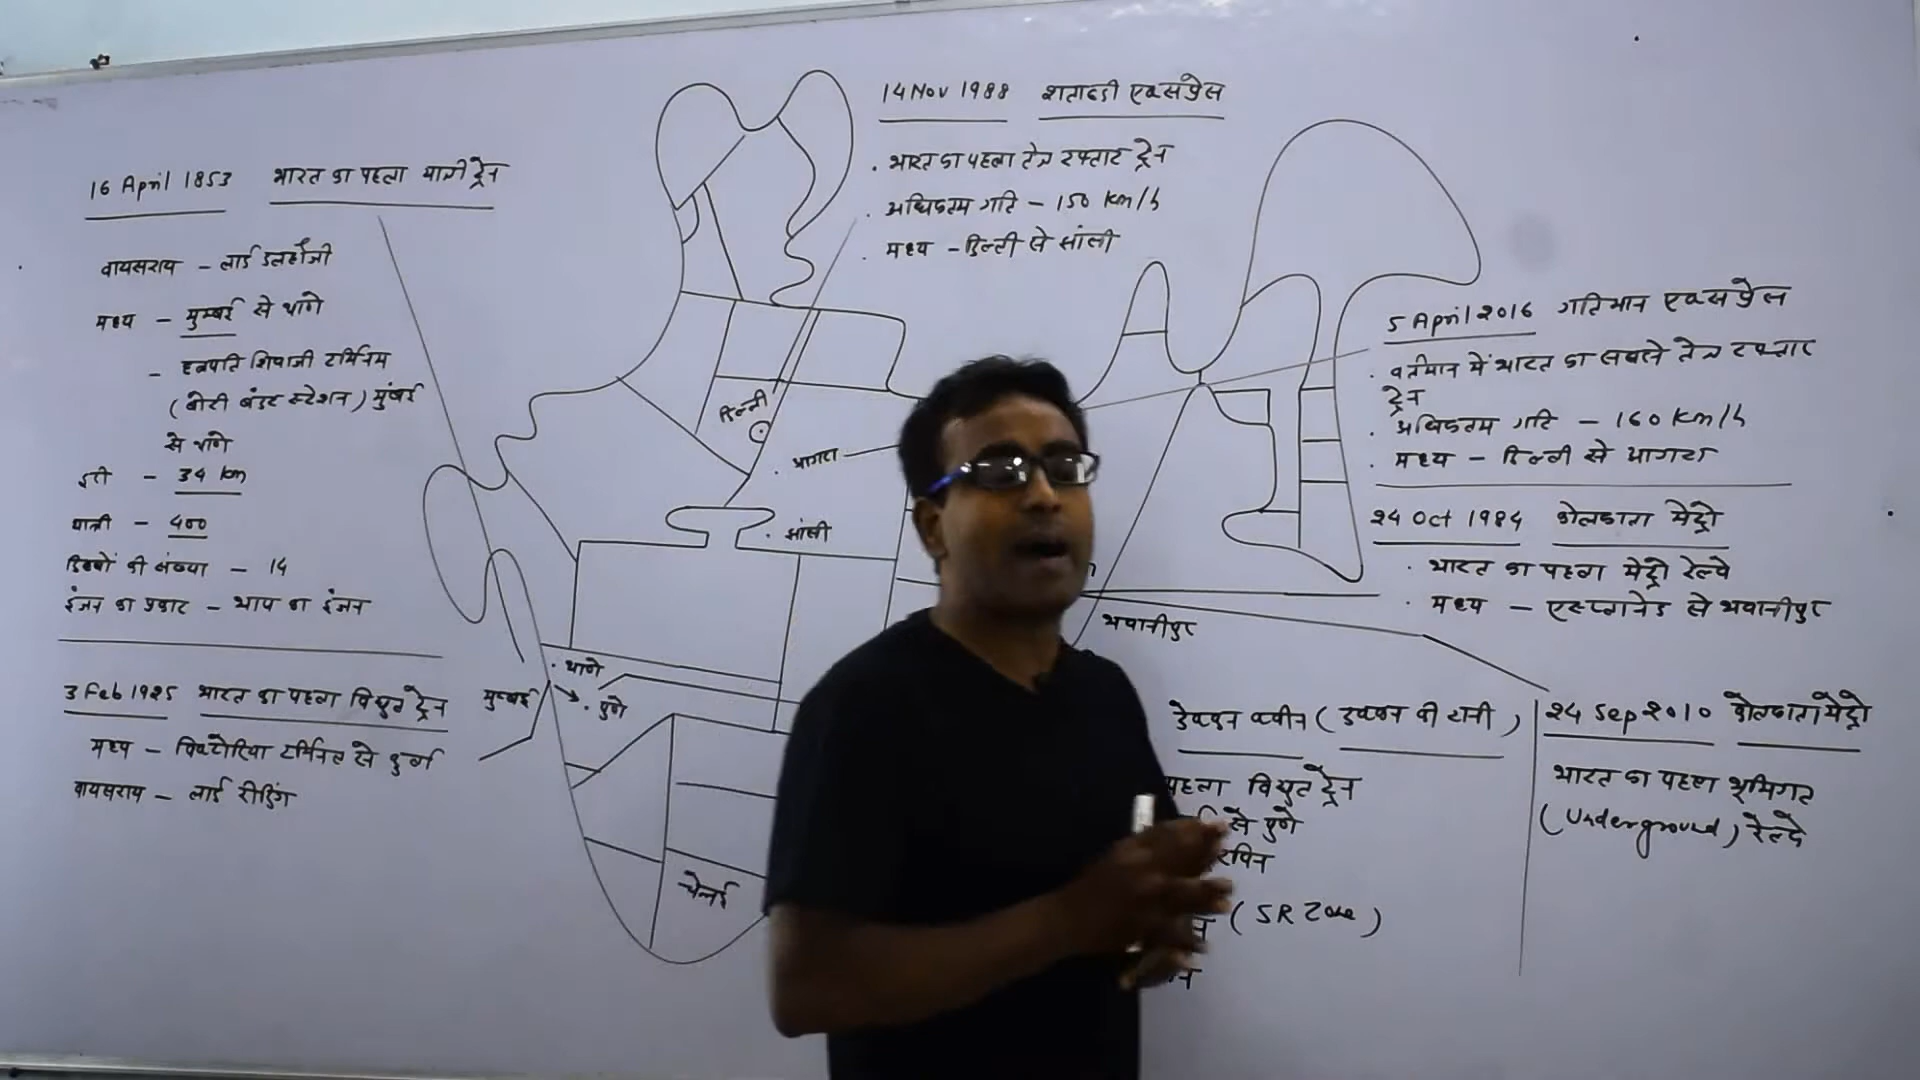 16 April 1853 भारत का पहला यात्री ट्रेन
वायसराय – लार्ड डलहौजी
मध्य – मुम्बई से थाणे
– छत्रपति शिवाजी टर्मिनस
(बोरी बंदर स्टेशन) मुंबई
से थाणे
दूरी – 34 km
यात्री – 400
डिब्बों की संख्या – 14
इंजन का प्रकार – भाप का इंजन
3 Feb 1925 भारत का पहला विद्युत ट्रेन
मध्य – विक्टोरिया टर्मिनल से कुर्ला
वायसराय – लार्ड रीडिंग
14 Nov 1988 शताब्दी एक्सप्रेस
. भारत का पहला तेज रफ्तार ट्रेन
. अधिकतम गति – 150 km/h
. मध्य – दिल्ली से झांसी
दिल्ली
. आगरा
. झांसी
. थाणे
मुम्बई
. पुणे
चेन्नई
भवानीपुर
5 April 2016 गतिमान एक्सप्रेस
. वर्तमान में भारत का सबसे तेज रफ्तार
ट्रेन
. अधिकतम गति – 160 km/h
. मध्य – दिल्ली से आगरा
24 Oct 1984 कोलकाता मेट्रो
. भारत का पहला मेट्रो रेलवे
. मध्य – एस्प्लानेड से भवानीपुर
डेक्कन क्वीन (डक्कन की रानी)
पहला विद्युत ट्रेन
से पुणे
(SR Zone)
24 Sep 2010 कोलकाता मेट्रो
भारत का पहला भूमिगत
(Underground) रेलवे